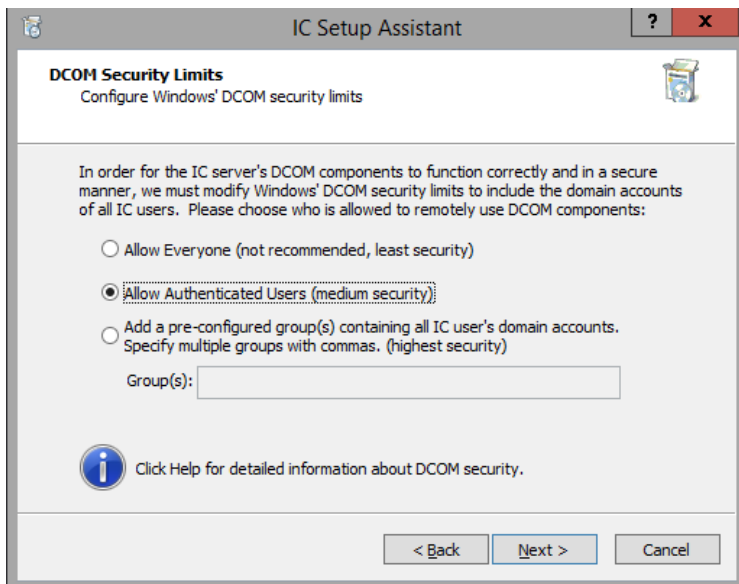 IC Setup Assistant
? x
DCOM Security Limits
Configure Windows' DCOM security limits
In order for the IC server's DCOM components to function correctly and in a secure
manner, we must modify Windows' DCOM security limits to include the domain accounts
of all IC users.  Please choose who is allowed to remotely use DCOM components:
Allow Everyone (not recommended, least security)
Allow Authenticated Users (medium security)
Add a pre-configured group(s) containing all IC user's domain accounts.
Specify multiple groups with commas. (highest security)
Group(s):
Click Help for detailed information about DCOM security.
< Back Next > Cancel